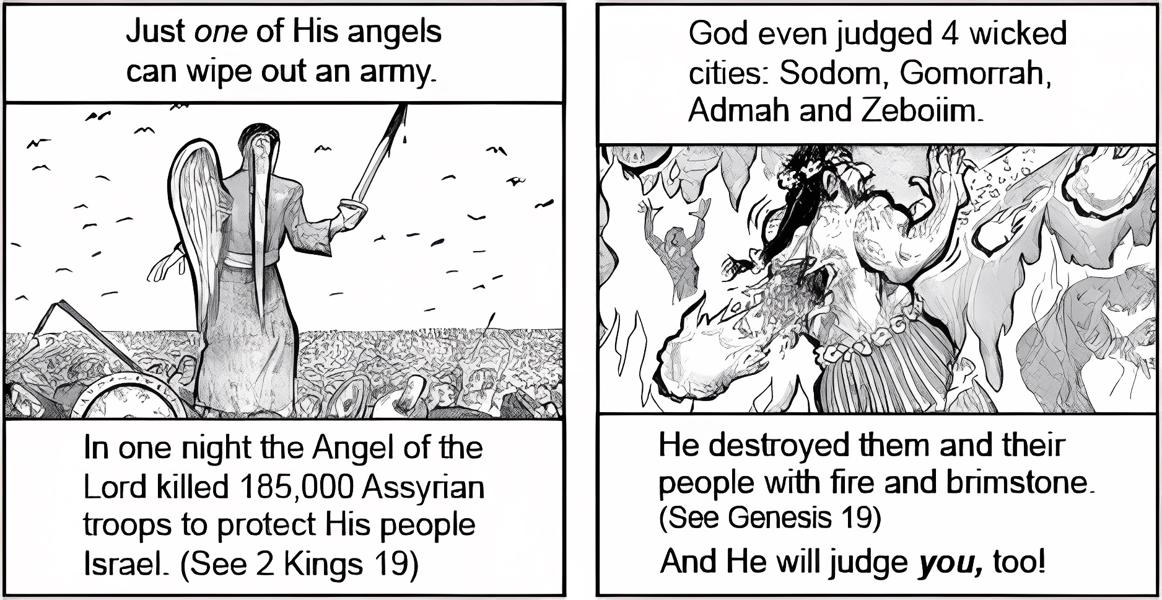 Just one of His angels
can wipe out an army.
In one night the Angel of the
Lord killed 185,000 Assyrian
troops to protect His people
Israel. (See 2 Kings 19)
God even judged 4 wicked
cities: Sodom, Gomorrah,
Admah and Zeboiim.
He destroyed them and their
people with fire and brimstone.
(See Genesis 19)
And He will judge you, too!